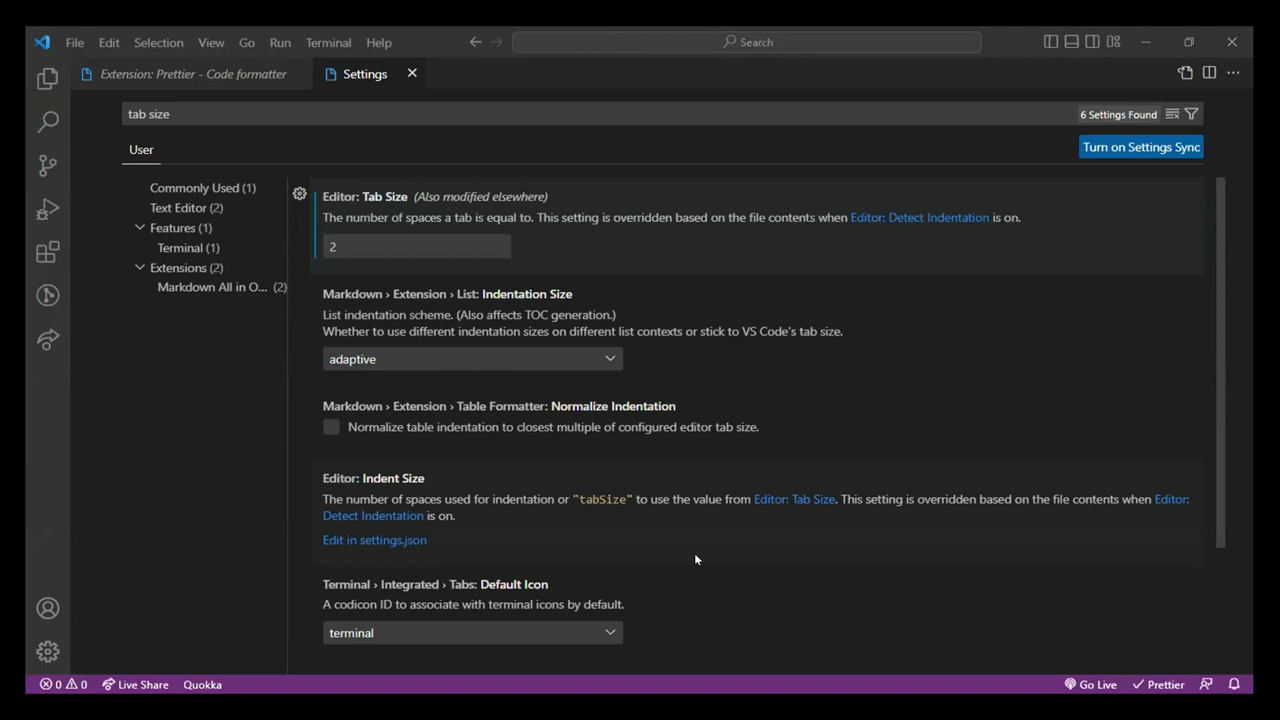 File Edit Selection View Go Run Terminal Help
Search
Extension: Prettier - Code formatter
Settings
tab size
6 Settings Found
User
Turn on Settings Sync
Commonly Used (1)
Text Editor (2)
Features (1)
Terminal (1)
Extensions (2)
Markdown All in O... (2)
Editor: Tab Size (Also modified elsewhere)
The number of spaces a tab is equal to. This setting is overridden based on the file contents when Editor: Detect Indentation is on.
2
Markdown › Extension › List: Indentation Size
List indentation scheme. (Also affects TOC generation.)
Whether to use different indentation sizes on different list contexts or stick to VS Code's tab size.
adaptive
Markdown › Extension › Table Formatter: Normalize Indentation
Normalize table indentation to closest multiple of configured editor tab size.
Editor: Indent Size
The number of spaces used for indentation or "tabSize" to use the value from Editor: Tab Size. This setting is overridden based on the file contents when Editor:
Detect Indentation is on.
Edit in settings.json
Terminal › Integrated › Tabs: Default Icon
A codicon ID to associate with terminal icons by default.
terminal
0 0 Live Share Quokka Go Live Prettier